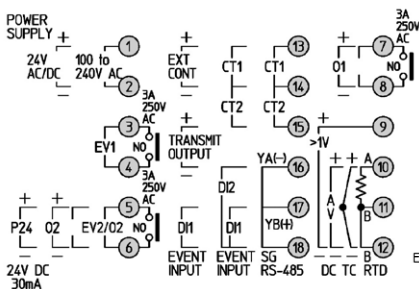 POWER
SUPPLY + 1
24V 100 to
AC/DC 240V AC
− − 2
3A
250V
AC
EV1 3 NO 4
3A
250V
AC
+ + 5
P24 O2 EV2/O2 NO
− − 6
24V DC
30mA
+
EXT
CONT
−
+
TRANSMIT
OUTPUT
−
DI1
EVENT
INPUT
CT1 CT1 13
14
CT2 CT2
15
DI2
DI1
EVENT
INPUT
YA(−) 16
YB(+) 17
18
SG
RS-485
3A
250V
AC
+ 7
O1 NO
− 8
+ 9
>1V
+ + A 10
A
V
B 11
− − − B 12
DC TC RTD
E